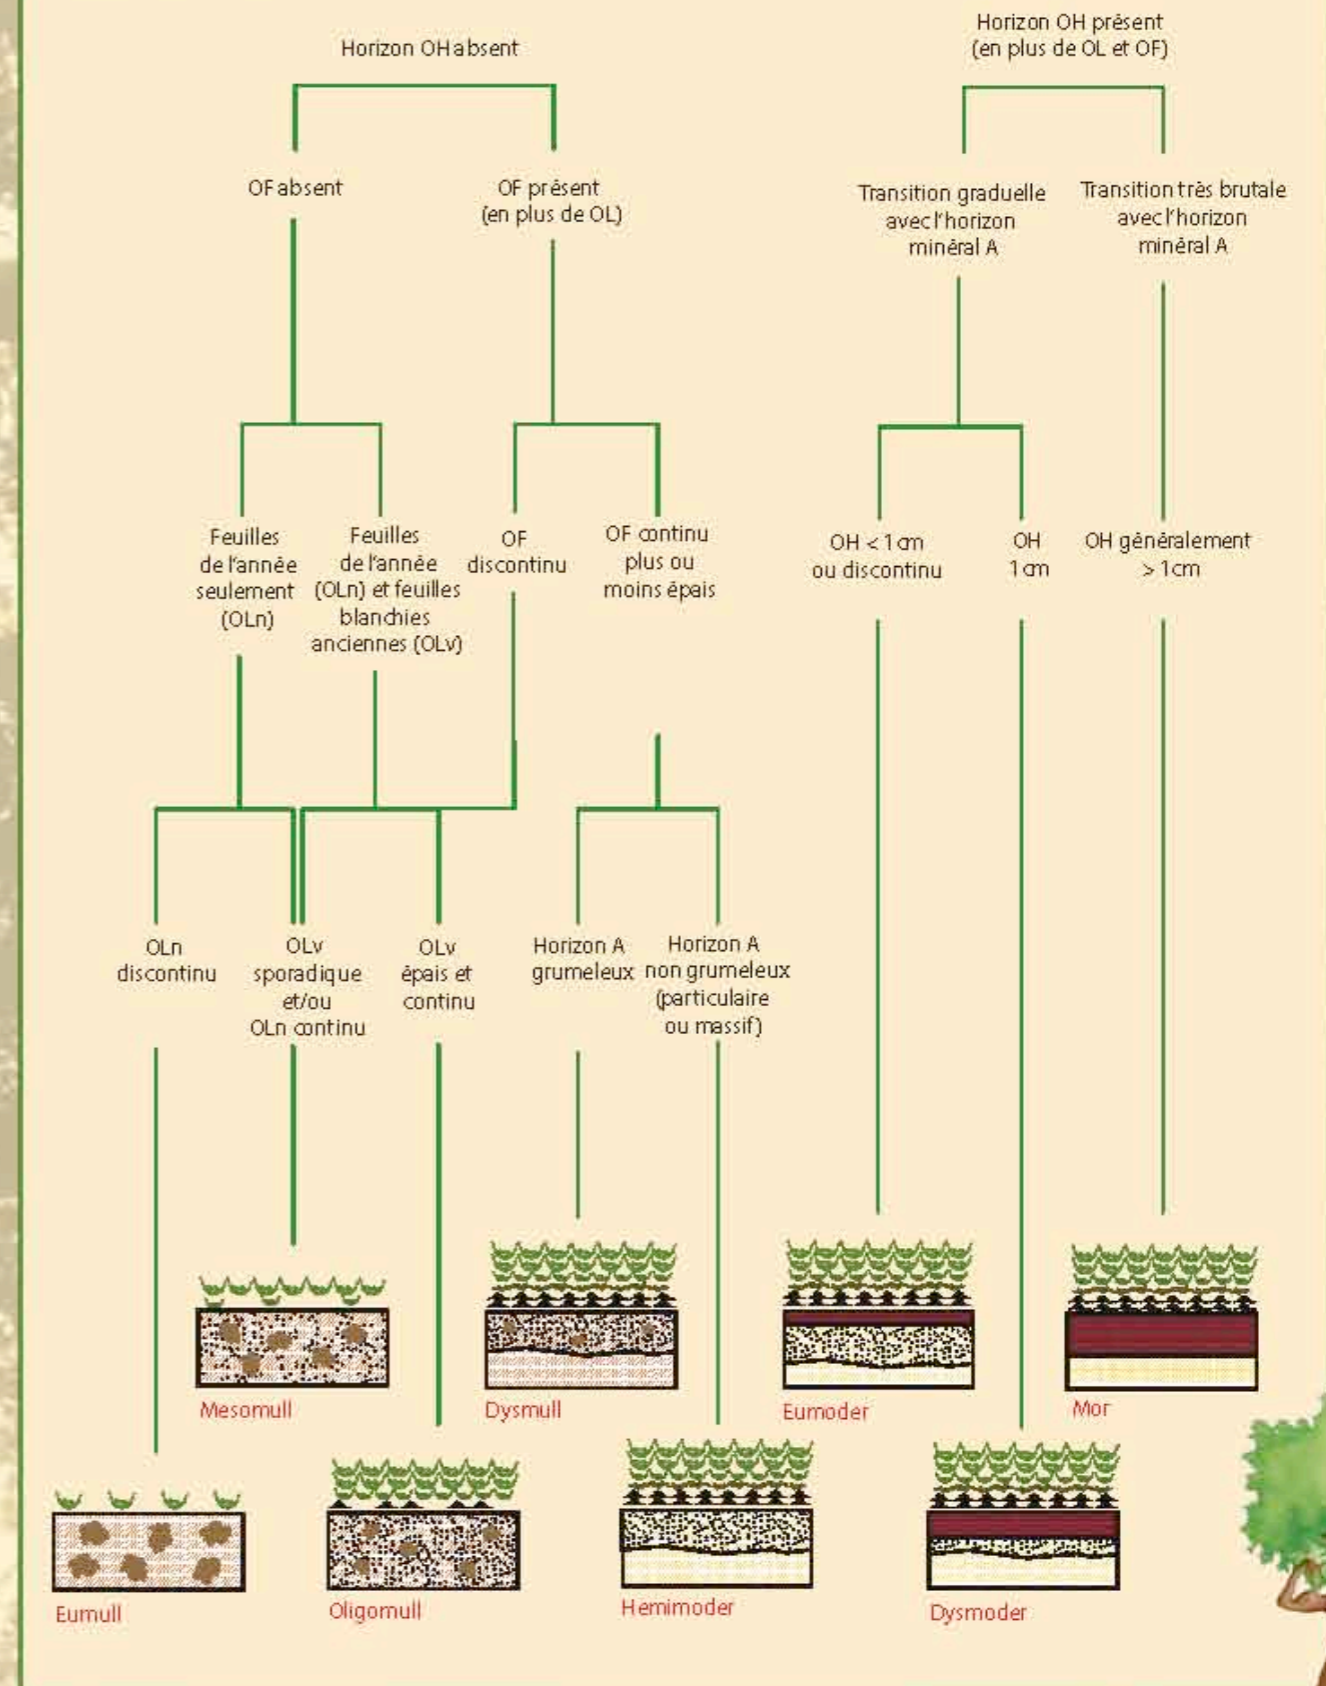 Horizon OH absent
Horizon OH présent
(en plus de OL et OF)
OF absent
OF présent
(en plus de OL)
Transition graduelle
avec l'horizon
minéral A
Transition très brutale
avec l'horizon
minéral A
Feuilles
de l'année
seulement
(OLn)
Feuilles
de l'année
(OLn) et feuilles
blanchies
anciennes (OLv)
OF
discontinu
OF continu
plus ou
moins épais
OH < 1 cm
ou discontinu
OH
1 cm
OH généralement
> 1 cm
OLn
discontinu
OLv
sporadique
et/ou
OLn continu
OLv
épais et
continu
Horizon A
grumeleux
Horizon A
non grumeleux
(particulaire
ou massif)
Mesomull
Dysmull
Eumoder
Mor
Eumull
Oligomull
Hemimoder
Dysmoder